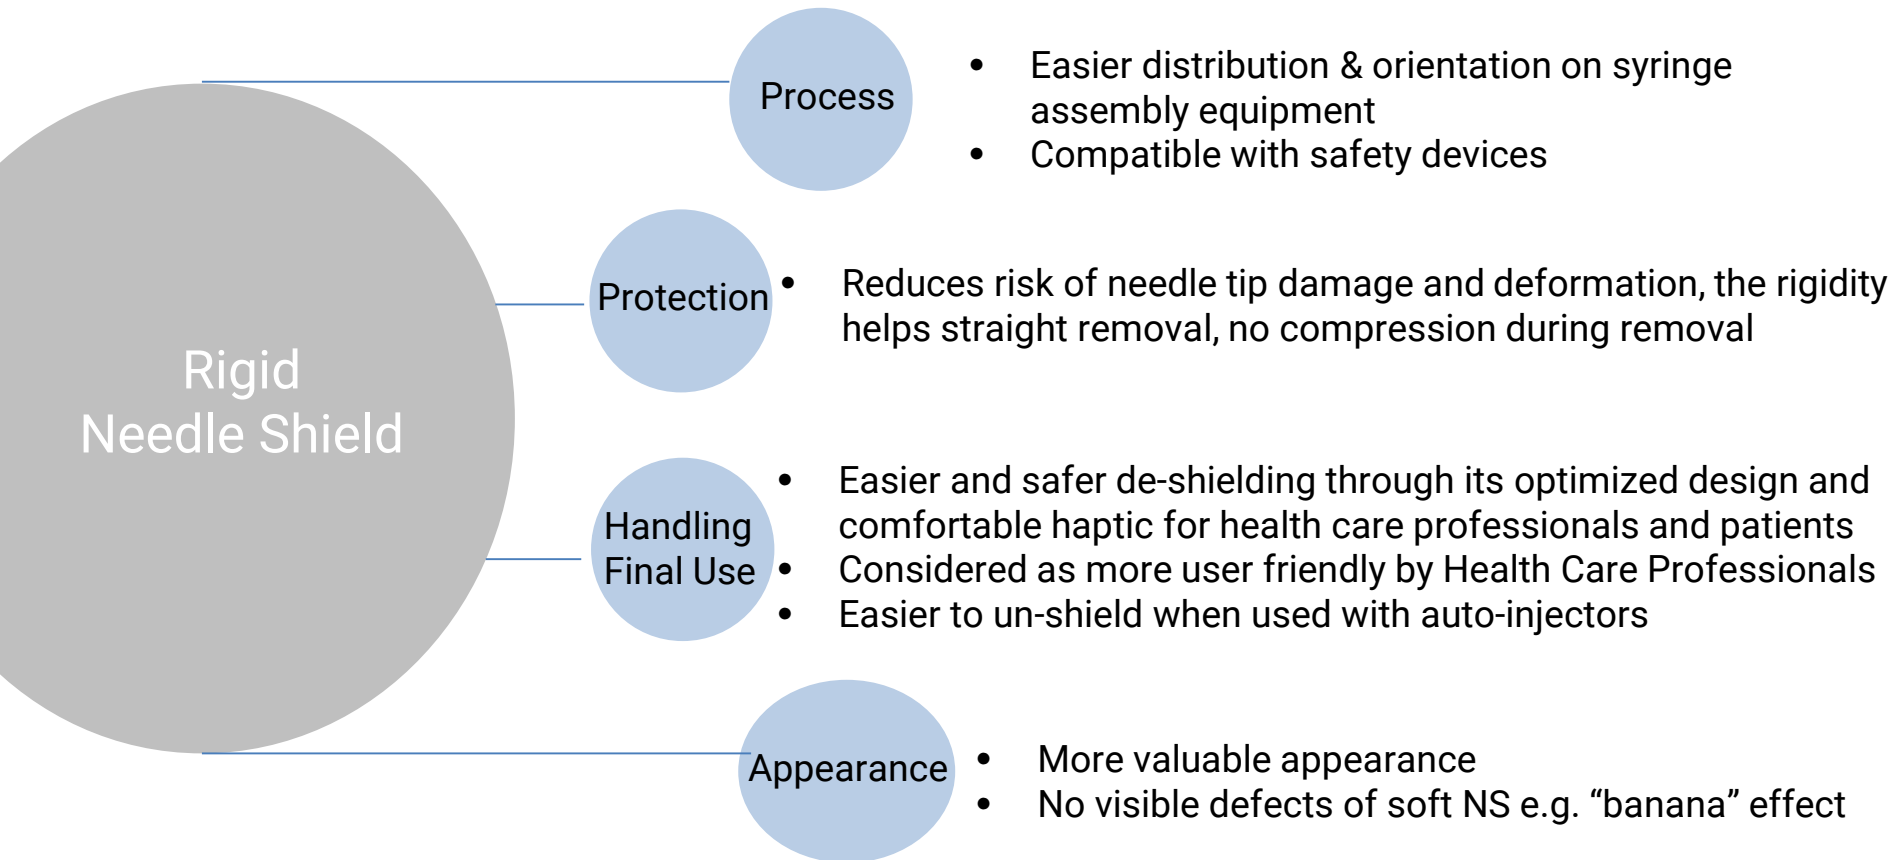 Rigid
Needle Shield
Process
• Easier distribution & orientation on syringe
assembly equipment
• Compatible with safety devices
Protection
• Reduces risk of needle tip damage and deformation, the rigidity
helps straight removal, no compression during removal
Handling
Final Use
• Easier and safer de-shielding through its optimized design and
comfortable haptic for health care professionals and patients
• Considered as more user friendly by Health Care Professionals
• Easier to un-shield when used with auto-injectors
Appearance
• More valuable appearance
• No visible defects of soft NS e.g. “banana” effect